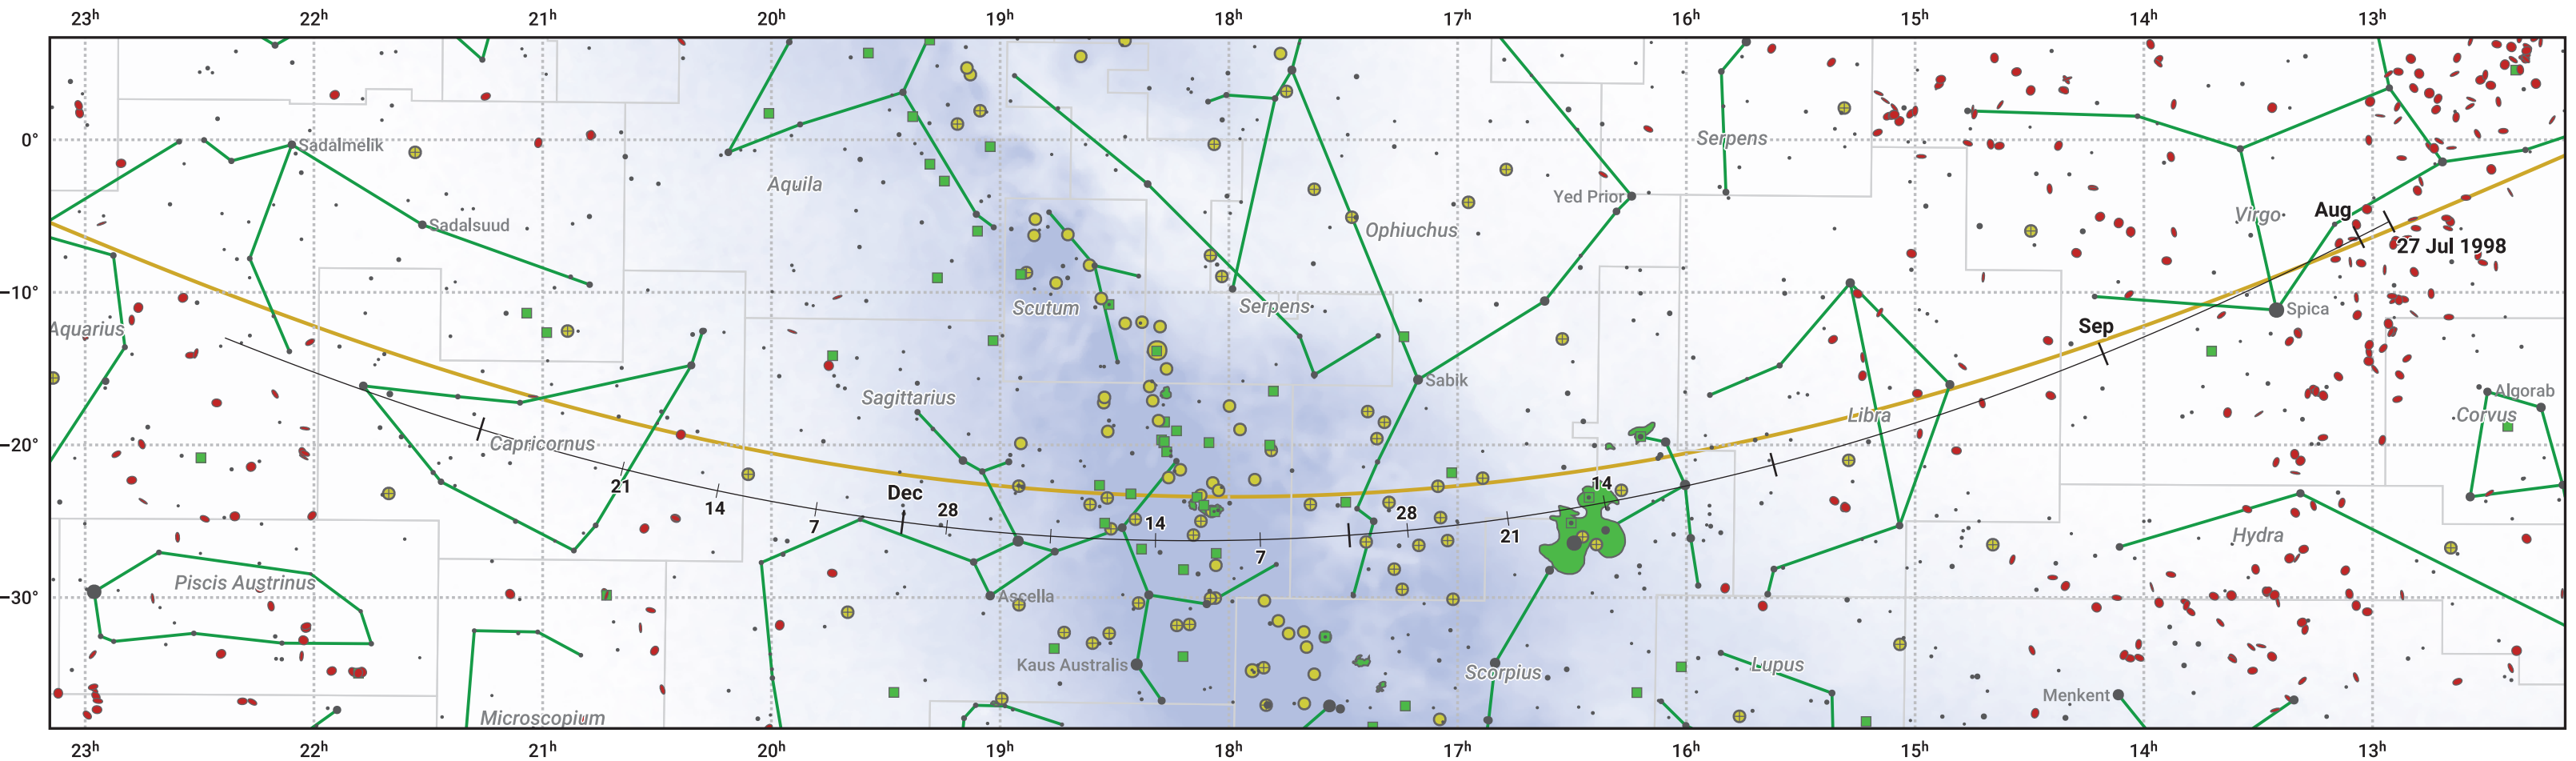 23h 22h 21h 20h 19h 18h 17h 16h 15h 14h 13h
0°
Sadalmelik
Serpens
Aquila
Yed Prior
Sadalsuud
Ophiuchus
Virgo
Aug
27 Jul 1998
−10°
Aquarius
Scutum
Serpens
Spica
Sep
Sagittarius
Sabik
Algorab
Libra
Corvus
−20°
Capricornus
21
14
7
Dec
28
14
7
28
21
14
Hydra
Piscis Austrinus
−30°
Ascella
Kaus Australis
Scorpius
Lupus
Menkent
Microscopium
23h 22h 21h 20h 19h 18h 17h 16h 15h 14h 13h